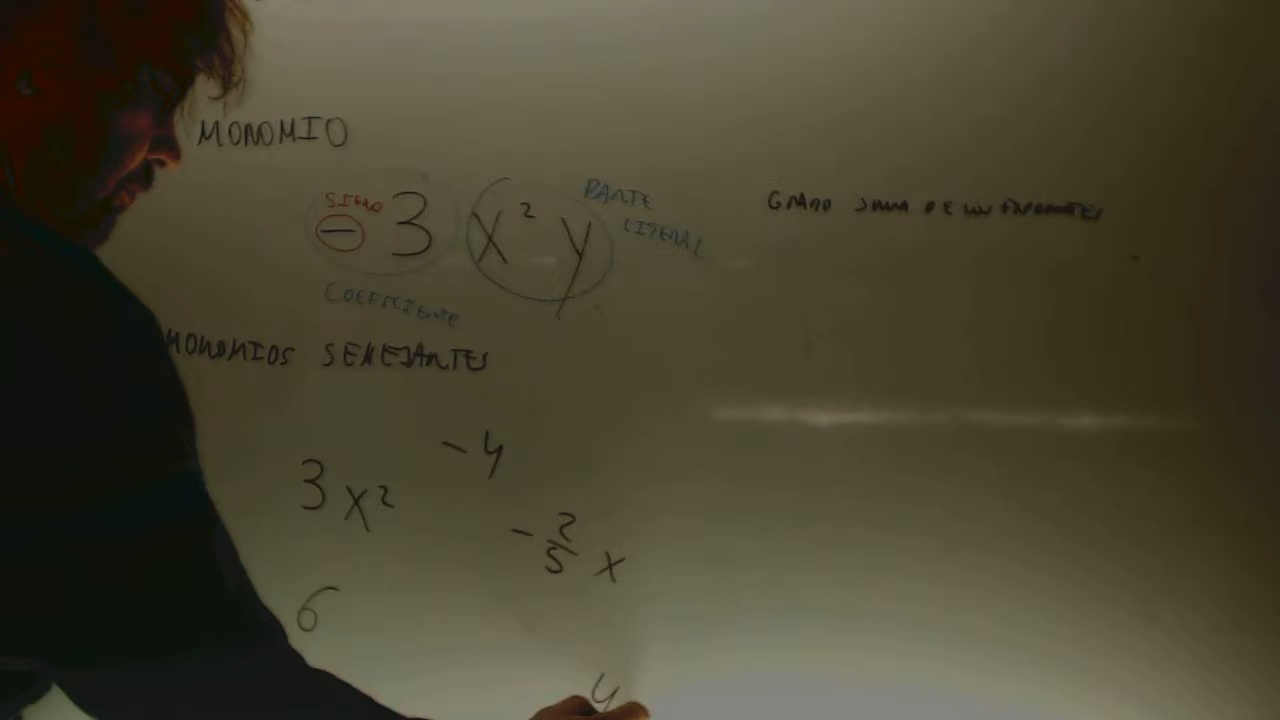 MONOMIO
SIGNO
PARTE
LITERAL
- 3 x² y
GRADO SUMA DE LOS EXPONENTES
COEFICIENTE
MONOMIOS SEMEJANTES
- 4
3x²
- 2/5 x
6